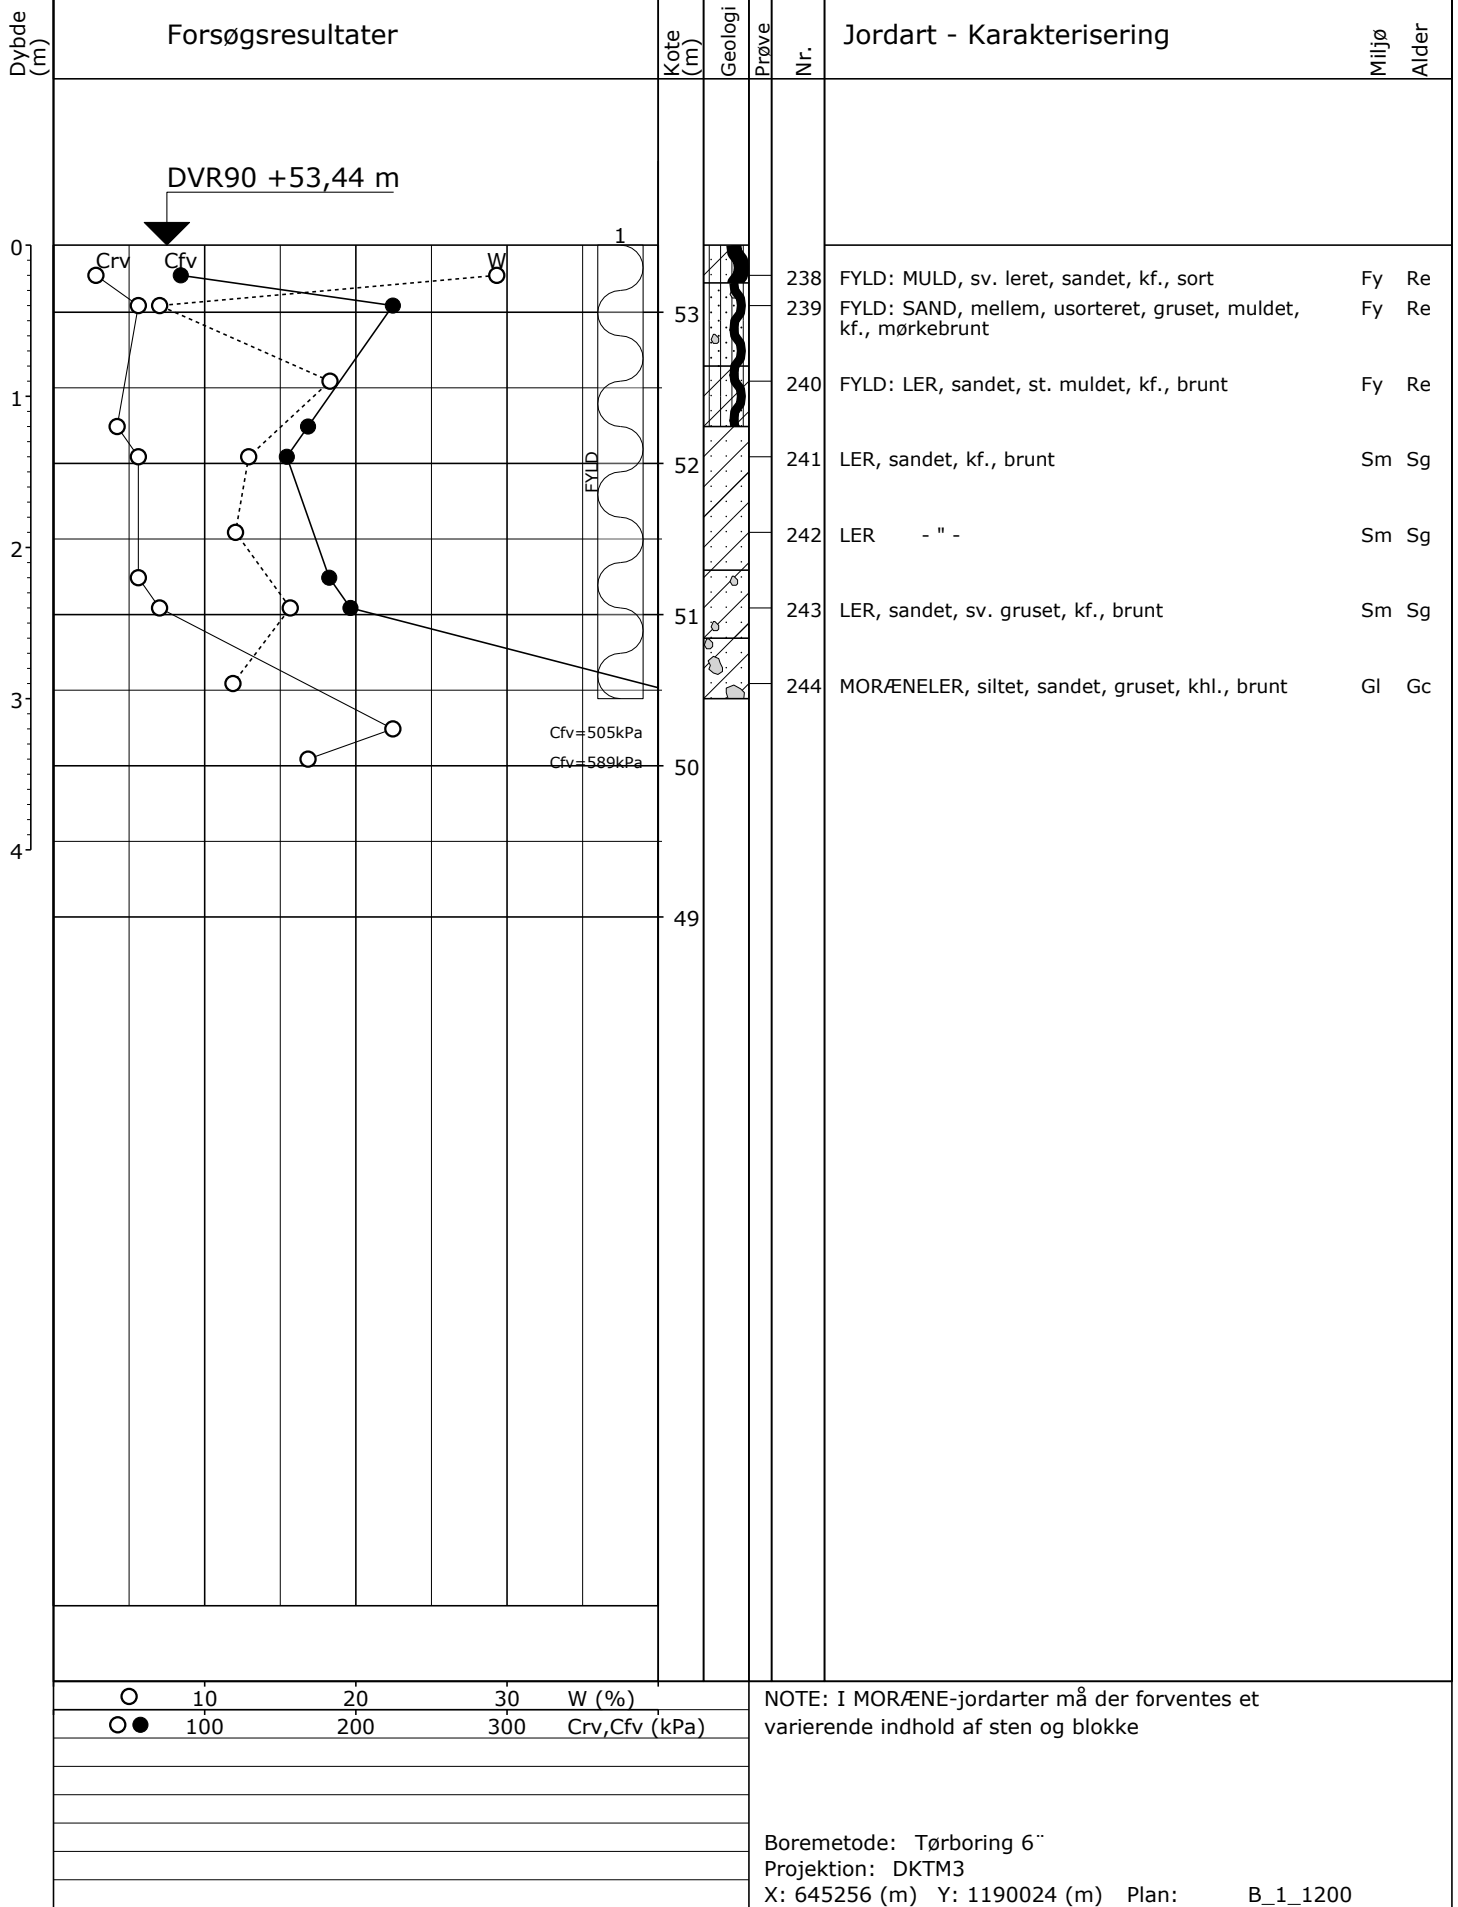 Dybde (m)
Forsøgsresultater
Kote (m)
Geologi
Prøve
Nr.
Jordart - Karakterisering
Miljø
Alder
DVR90 +53,44 m
0
1
2
3
4
Crv
Cfv
W
1
FYLD
Cfv=505kPa
Cfv=589kPa
53
52
51
50
49
238 FYLD: MULD, sv. leret, sandet, kf., sort Fy Re
239 FYLD: SAND, mellem, usorteret, gruset, muldet, Fy Re
kf., mørkebrunt
240 FYLD: LER, sandet, st. muldet, kf., brunt Fy Re
241 LER, sandet, kf., brunt Sm Sg
242 LER - " - Sm Sg
243 LER, sandet, sv. gruset, kf., brunt Sm Sg
244 MORÆNELER, siltet, sandet, gruset, khl., brunt Gl Gc
10 20 30 W (%)
100 200 300 Crv,Cfv (kPa)
NOTE: I MORÆNE-jordarter må der forventes et
varierende indhold af sten og blokke
Boremetode: Tørboring 6¨
Projektion: DKTM3
X: 645256 (m) Y: 1190024 (m) Plan: B_1_1200